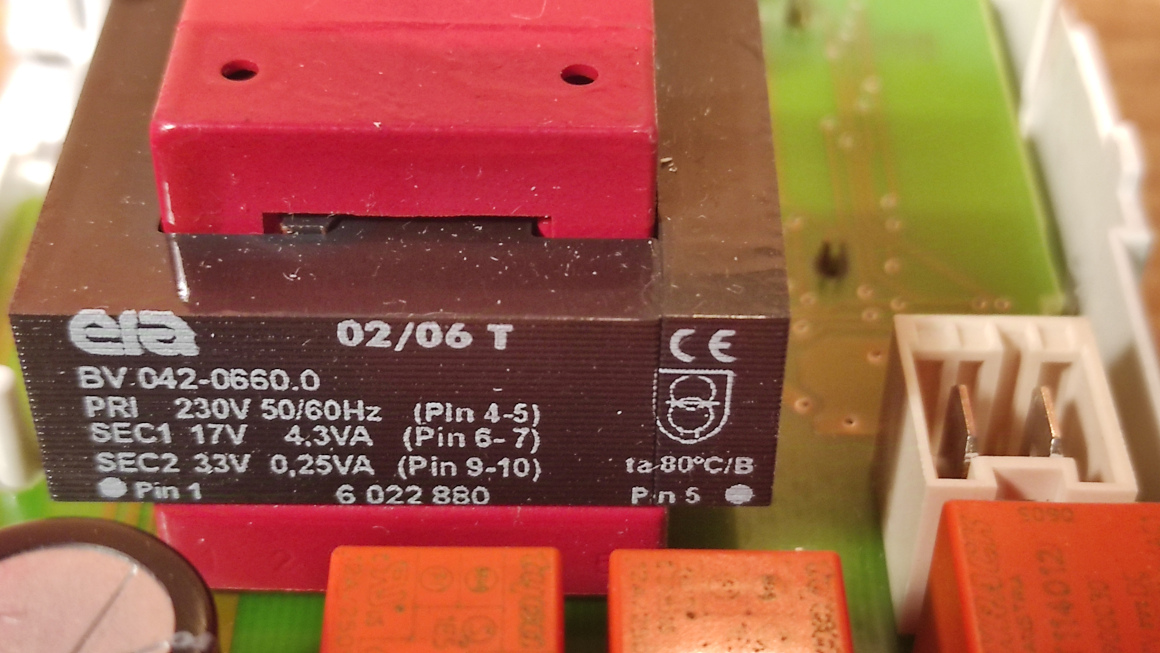 era
02/06 T
CE
BV 042-0660.0
PRI 230V 50/60Hz (Pin 4-5)
SEC1 17V 4,3VA (Pin 6-7)
SEC2 33V 0,25VA (Pin 9-10)
ta 80°C/B
Pin 1
6 022 880
Pin 5